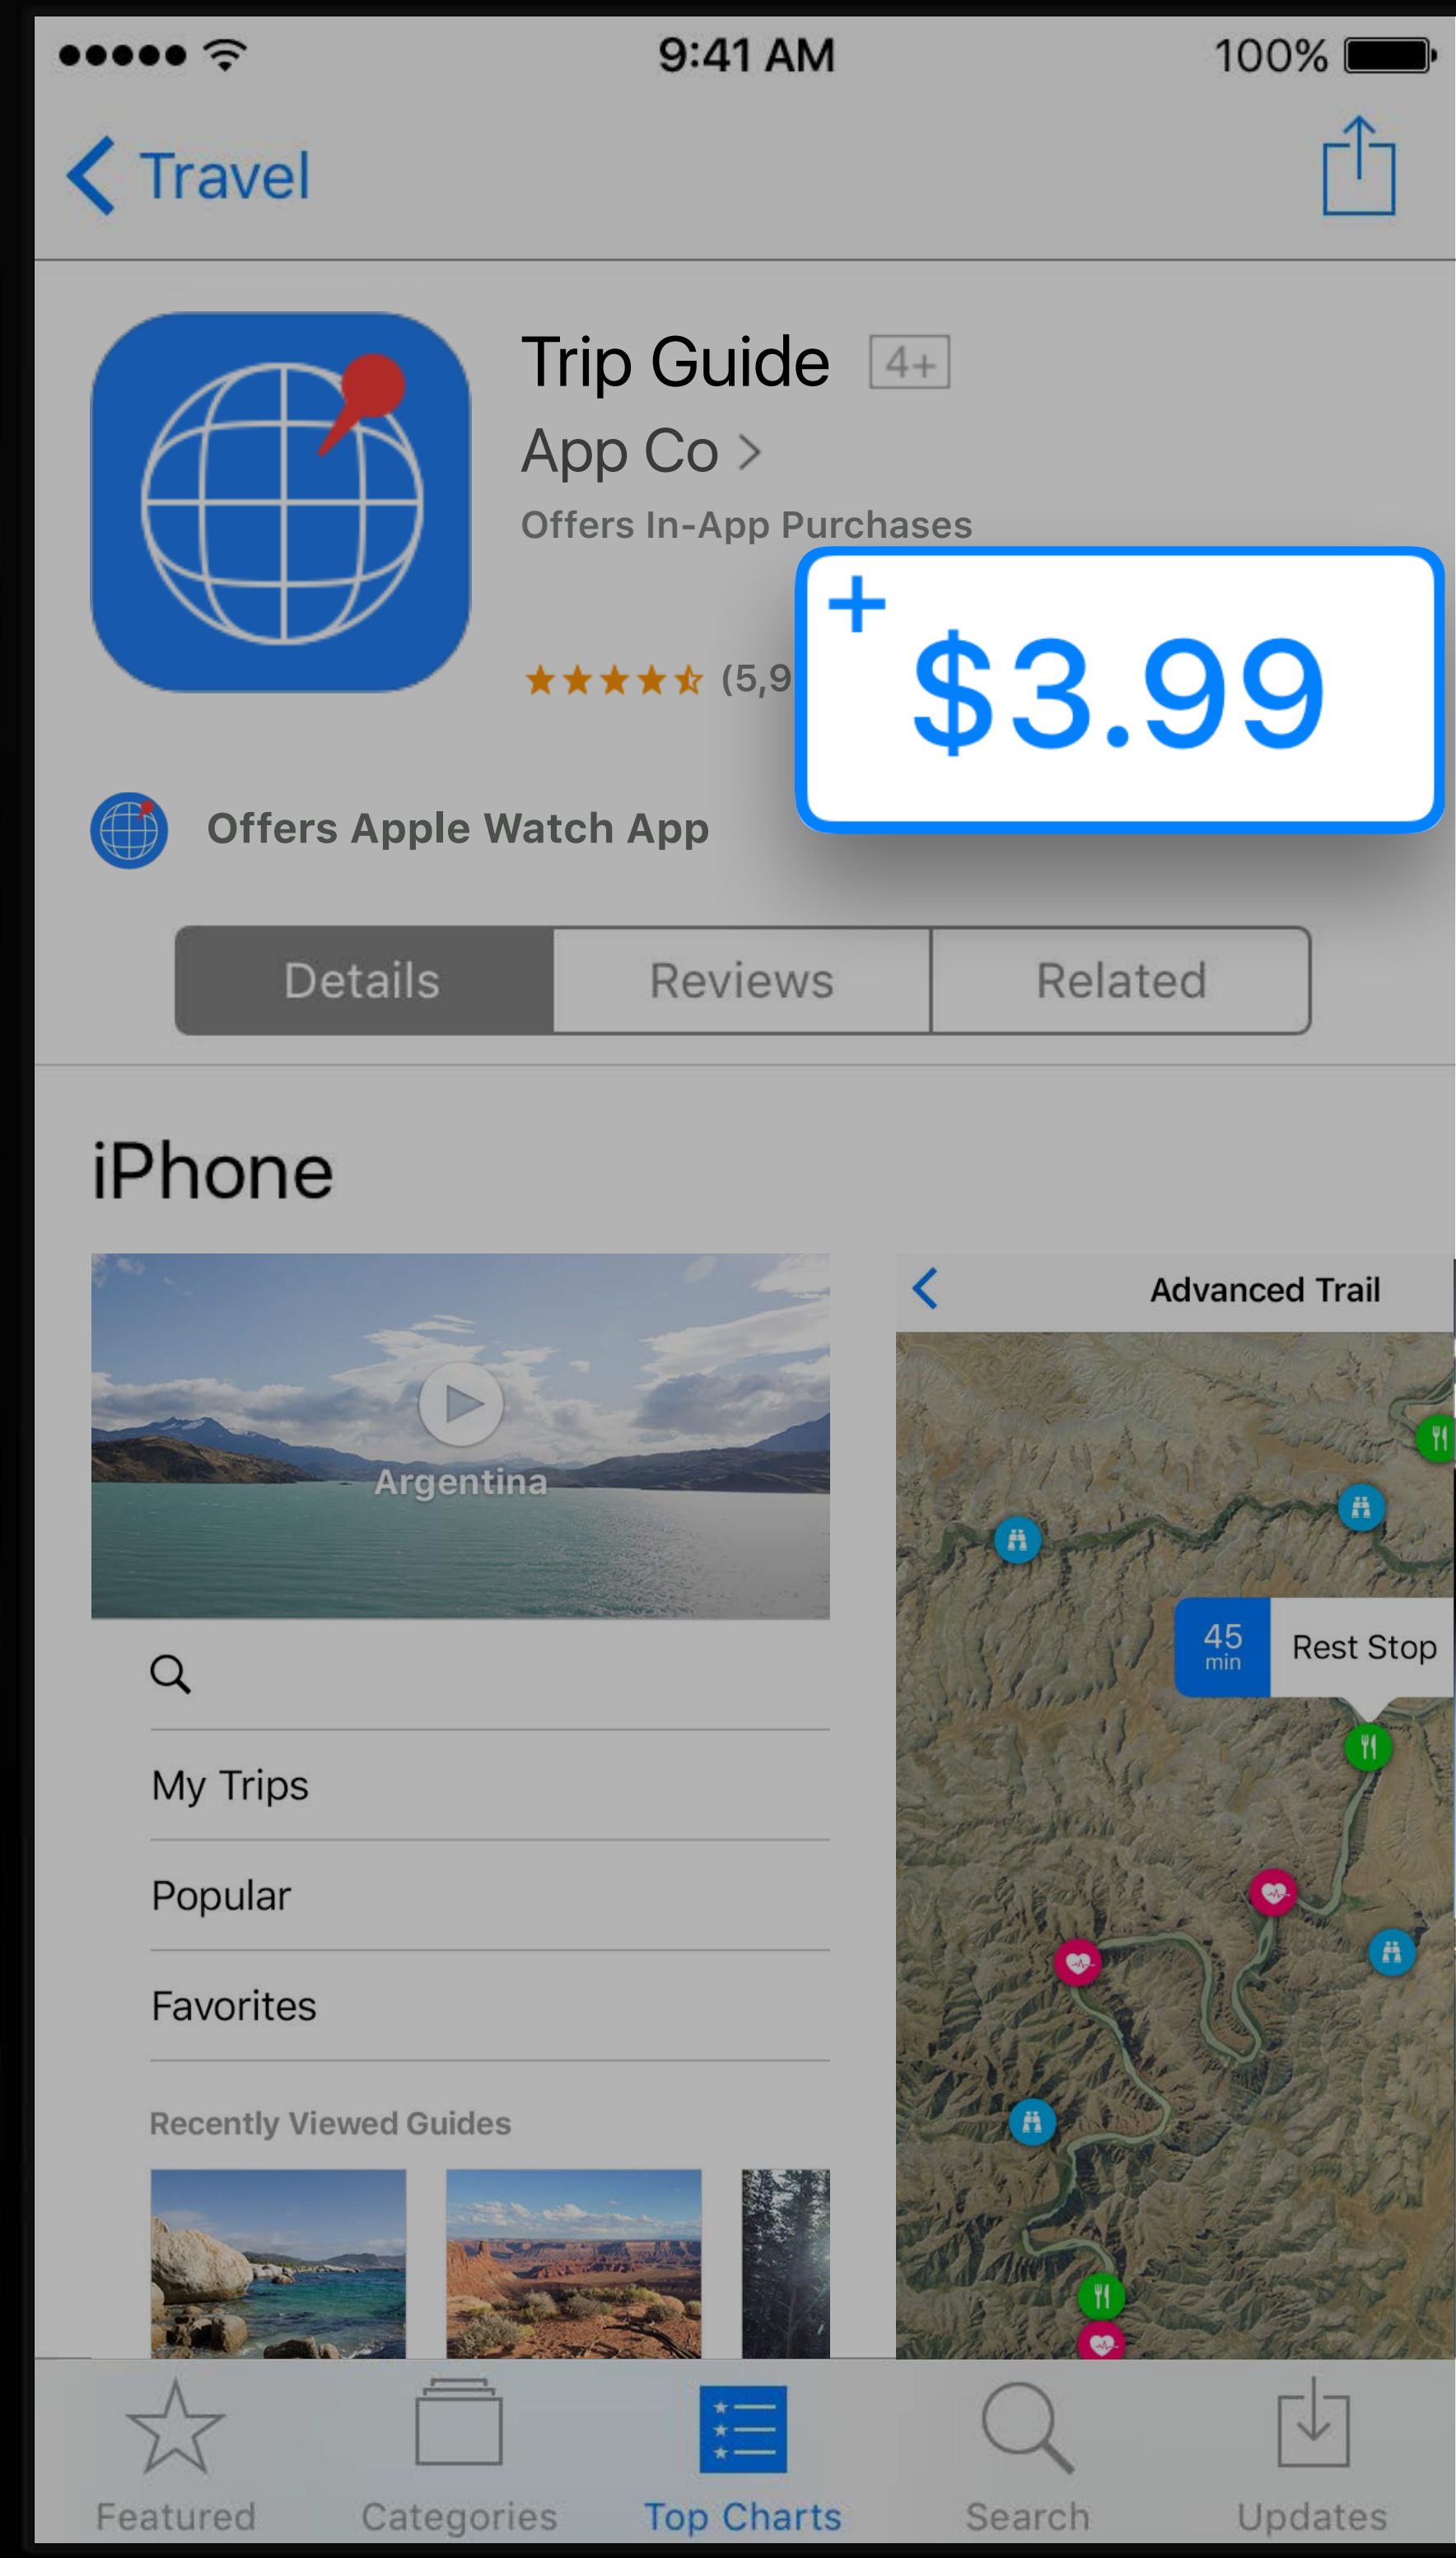 9:41 AM
100%
Travel
Trip Guide 4+
App Co >
Offers In-App Purchases
+
$3.99
(5,9
Offers Apple Watch App
Details Reviews Related
iPhone
Argentina
My Trips
Popular
Favorites
Recently Viewed Guides
Advanced Trail
45
min
Rest Stop
Featured Categories Top Charts Search Updates